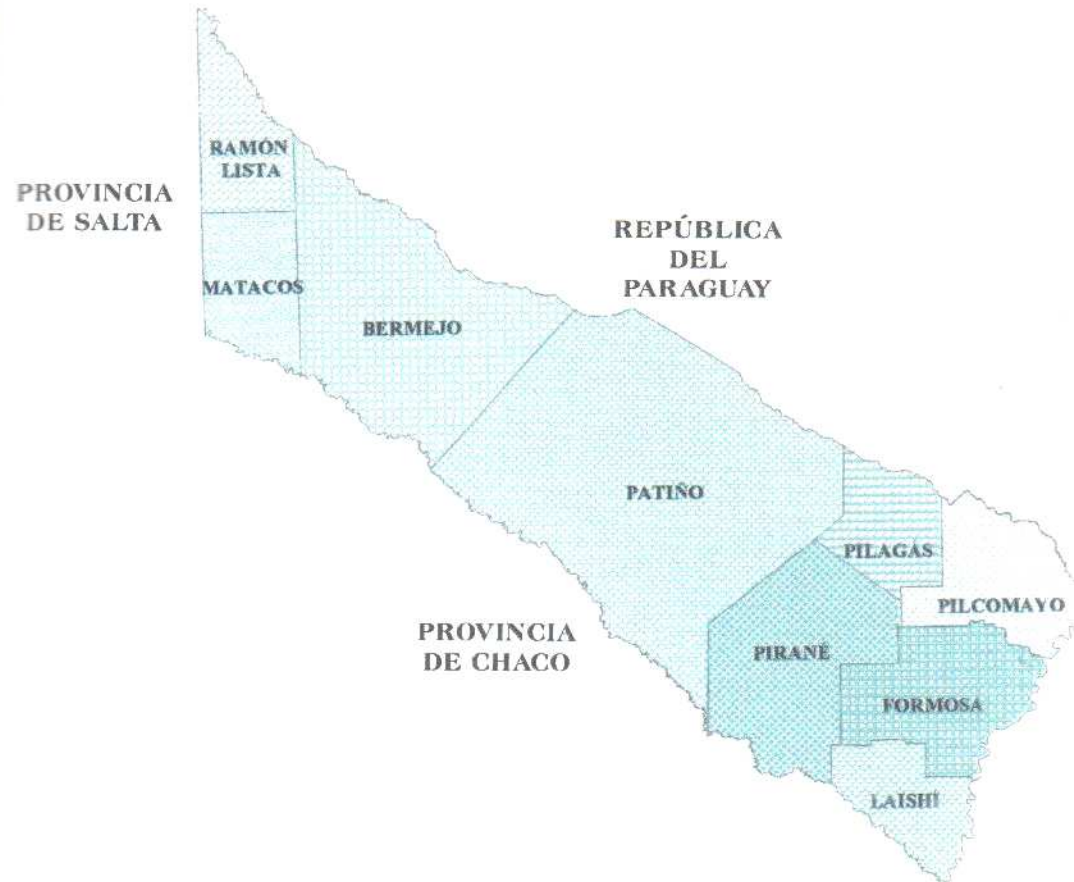 RAMÓN
LISTA
PROVINCIA
DE SALTA
REPÚBLICA
DEL
PARAGUAY
MATACOS
BERMEJO
PATIÑO
PILAGÁS
PILCOMAYO
PROVINCIA
DE CHACO
PIRANÉ
FORMOSA
LAISHÍ